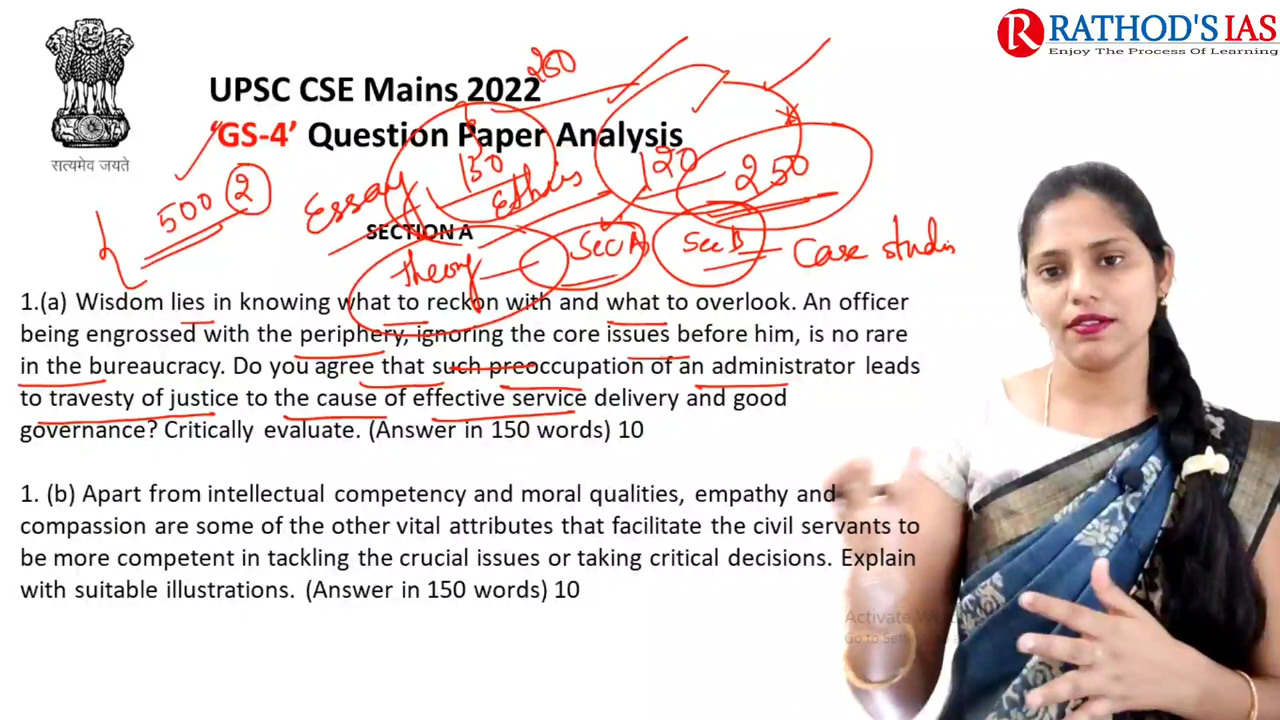 RATHOD'S IAS
Enjoy The Process Of Learning
सत्यमेव जयते
UPSC CSE Mains 2022
250
'GS-4' Question Paper Analysis
500 2
Essay
130
Ethics
120
250
SECTION A
Theory
Sec A
Sec B
Case studies
1.(a) Wisdom lies in knowing what to reckon with and what to overlook. An officer
being engrossed with the periphery, ignoring the core issues before him, is no rare
in the bureaucracy. Do you agree that such preoccupation of an administrator leads
to travesty of justice to the cause of effective service delivery and good
governance? Critically evaluate. (Answer in 150 words) 10
1. (b) Apart from intellectual competency and moral qualities, empathy and
compassion are some of the other vital attributes that facilitate the civil servants to
be more competent in tackling the crucial issues or taking critical decisions. Explain
with suitable illustrations. (Answer in 150 words) 10
Activate
Go to